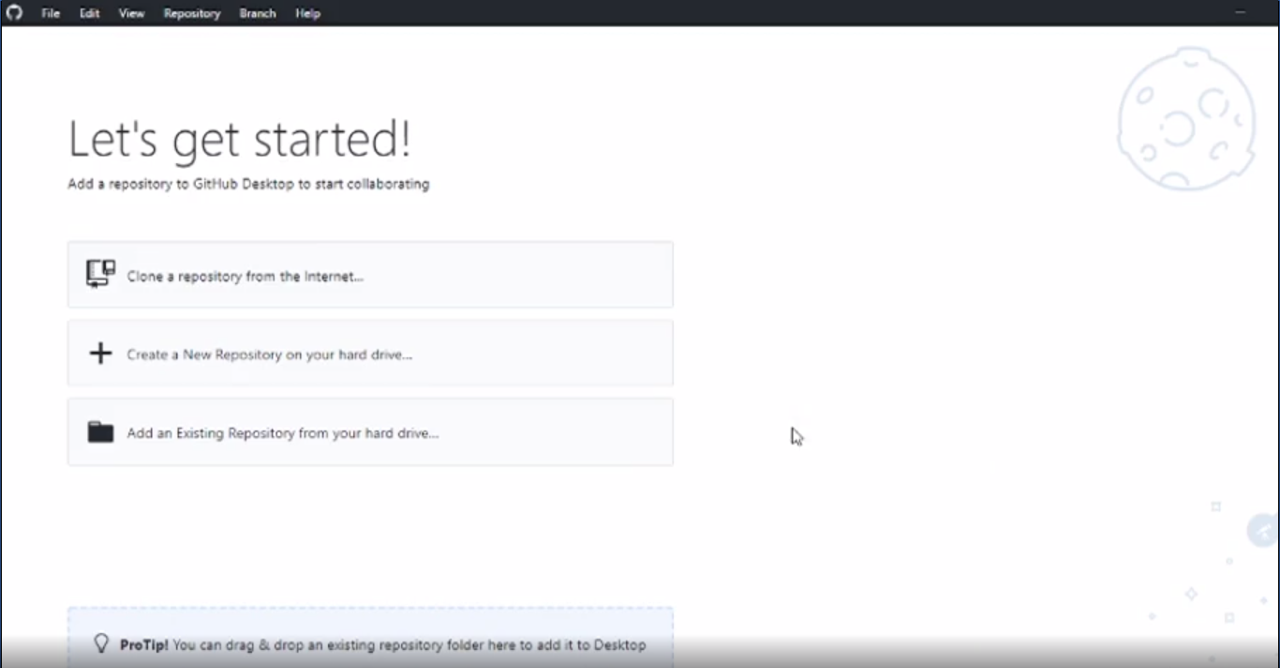 File Edit View Repository Branch Help
Let's get started!
Add a repository to GitHub Desktop to start collaborating
Clone a repository from the Internet...
Create a New Repository on your hard drive...
Add an Existing Repository from your hard drive...
ProTip! You can drag & drop an existing repository folder here to add it to Desktop